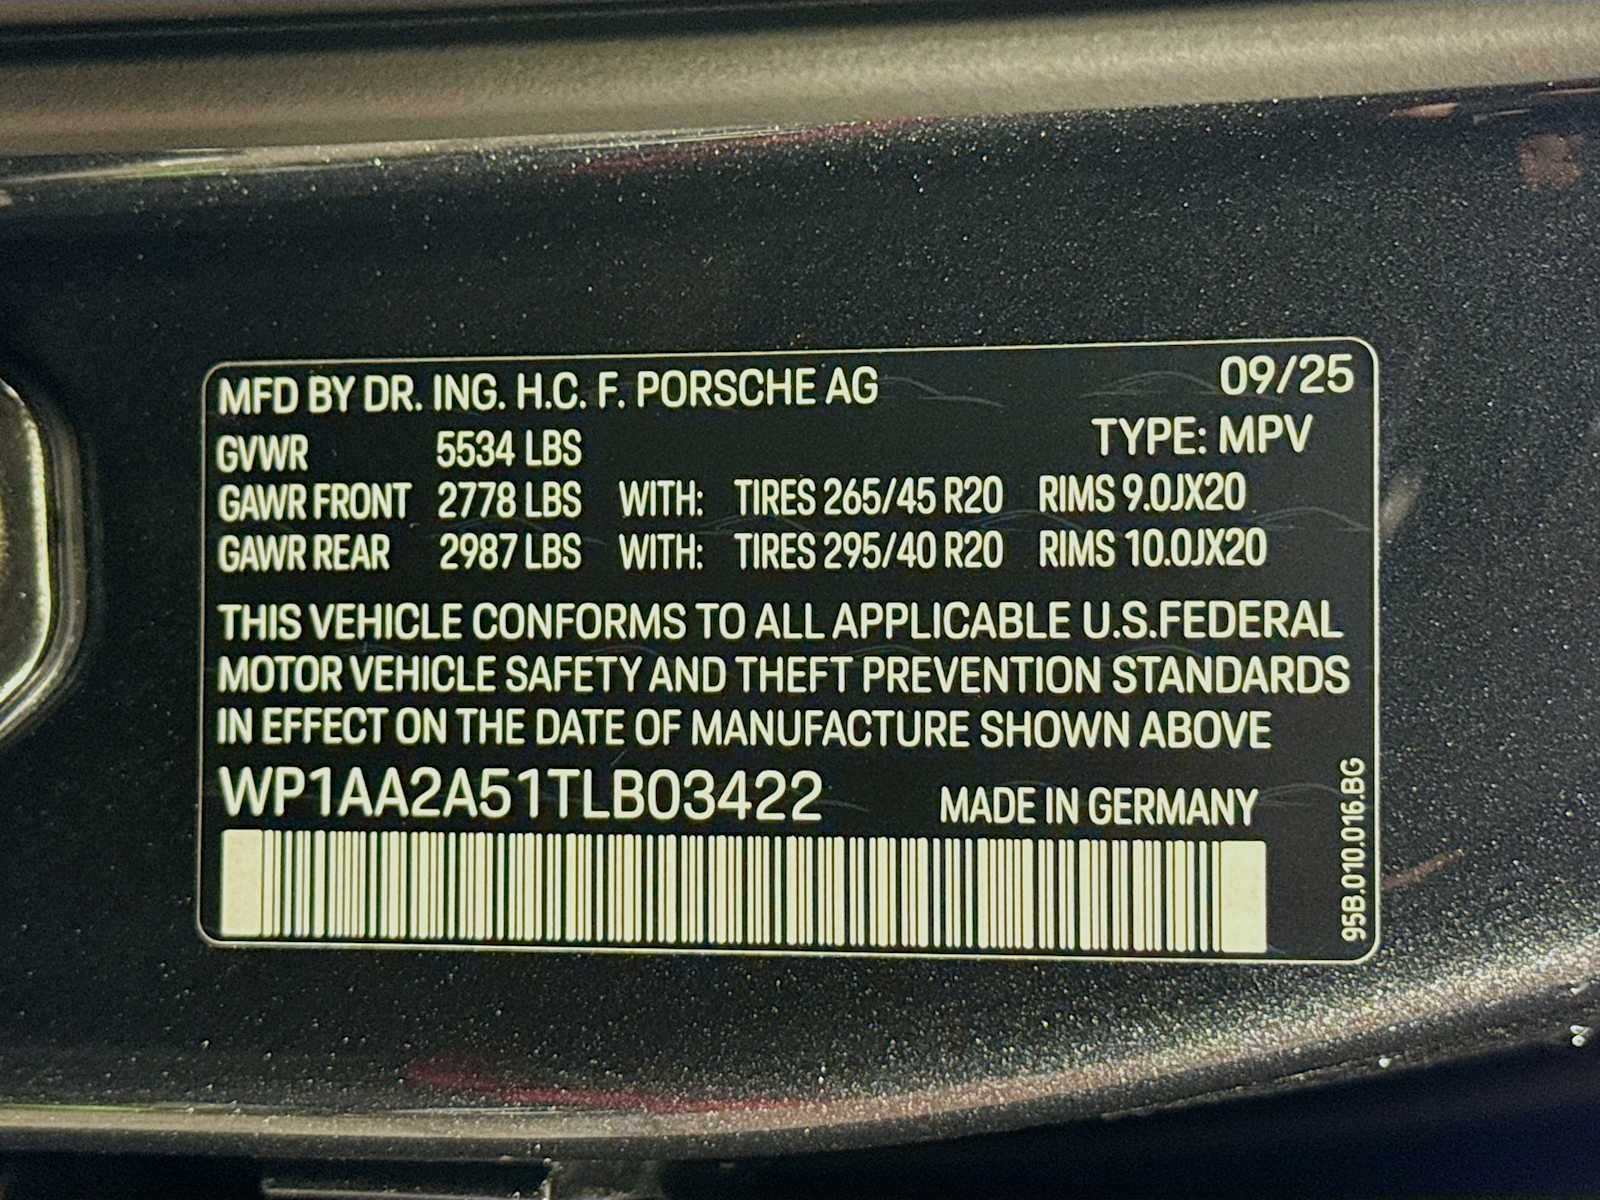 MFD BY DR. ING. H.C. F. PORSCHE AG 09/25
GVWR 5534 LBS TYPE: MPV
GAWR FRONT 2778 LBS WITH: TIRES 265/45 R20 RIMS 9.0JX20
GAWR REAR 2987 LBS WITH: TIRES 295/40 R20 RIMS 10.0JX20
THIS VEHICLE CONFORMS TO ALL APPLICABLE U.S.FEDERAL
MOTOR VEHICLE SAFETY AND THEFT PREVENTION STANDARDS
IN EFFECT ON THE DATE OF MANUFACTURE SHOWN ABOVE
WP1AA2A51TLB03422 MADE IN GERMANY
95B.010.016.BG